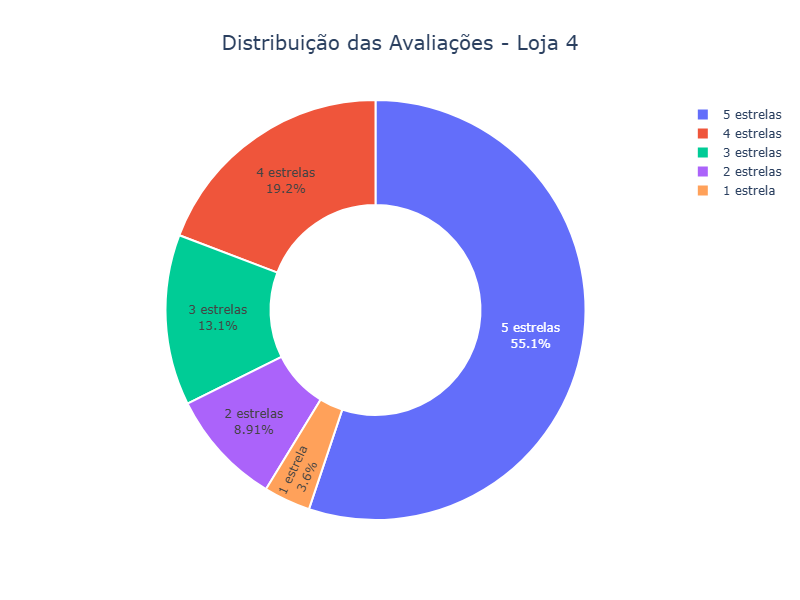 Distribuição das Avaliações - Loja 4
5 estrelas
4 estrelas
3 estrelas
2 estrelas
1 estrela
4 estrelas
19.2%
3 estrelas
13.1%
5 estrelas
55.1%
2 estrelas
8.91%
1 estrela
3.6%